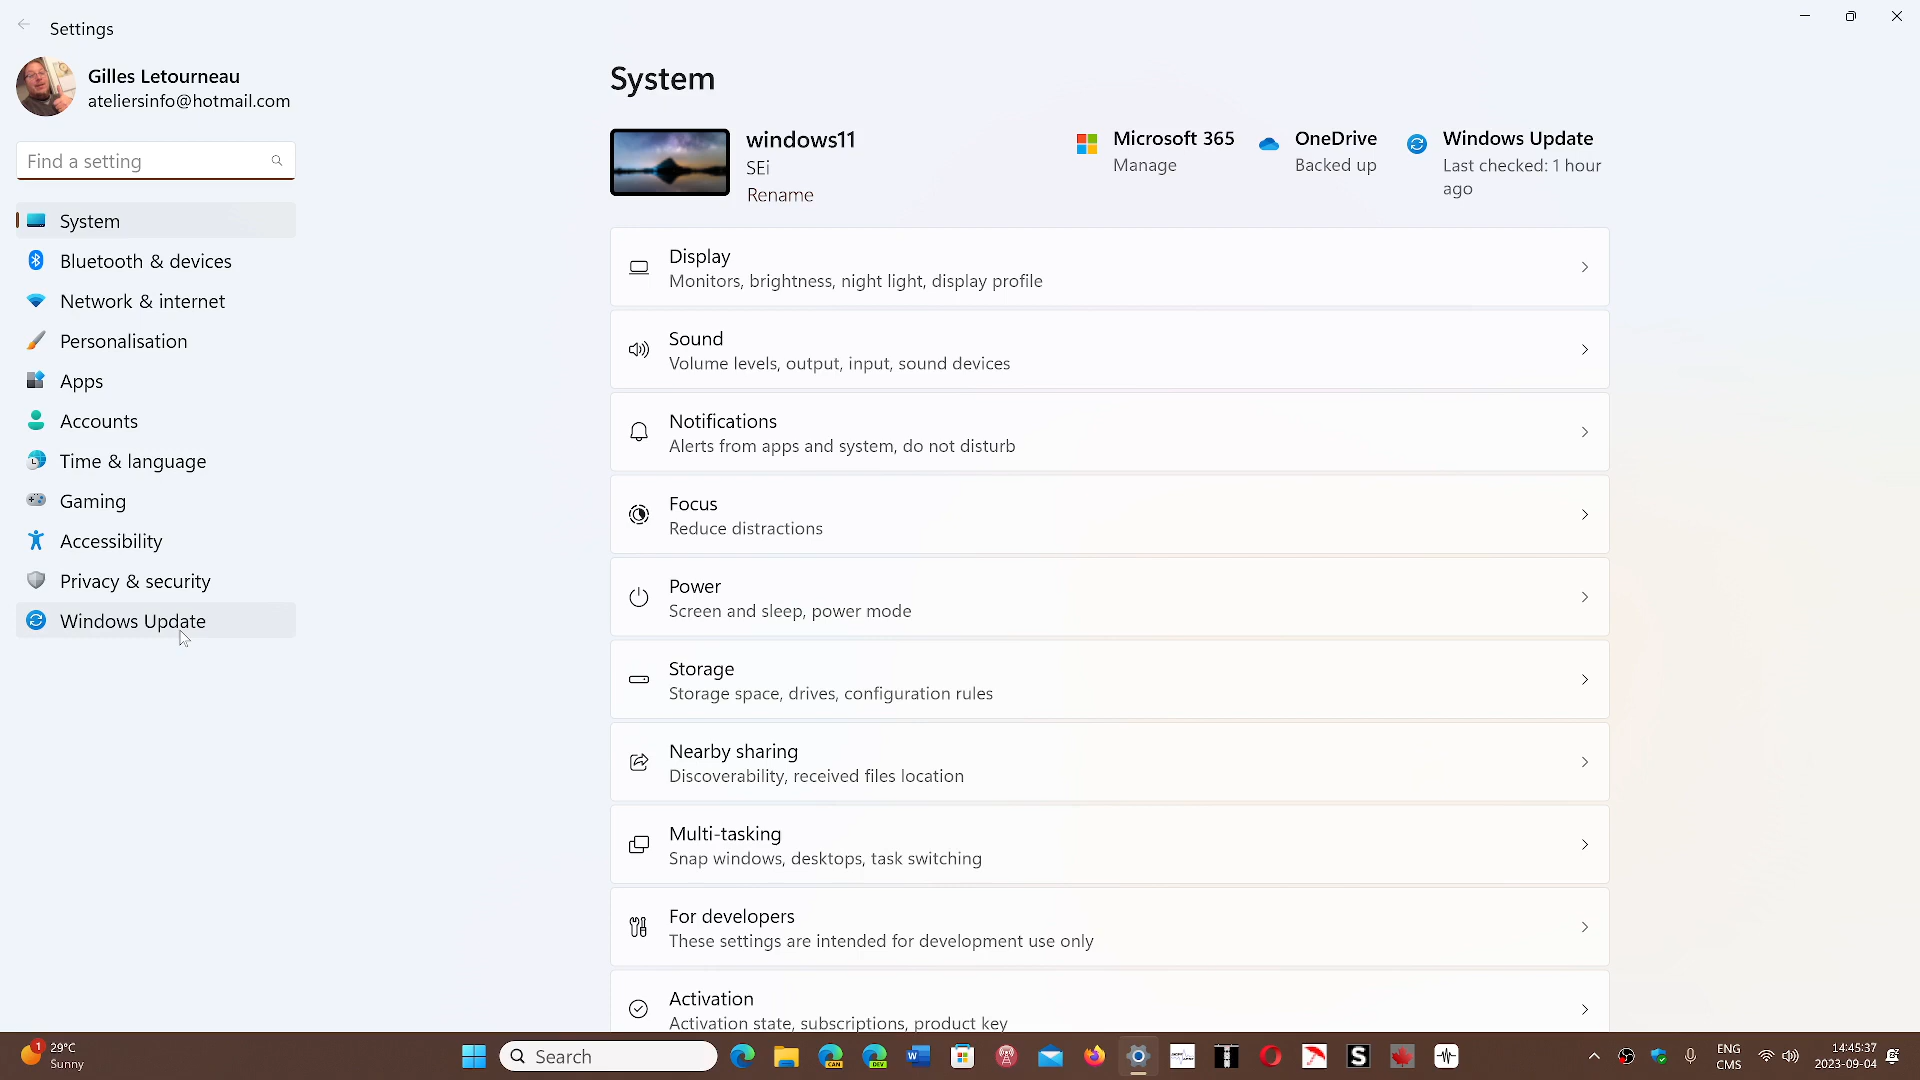 Settings
Gilles Letourneau
ateliersinfo@hotmail.com
Find a setting
System
Bluetooth & devices
Network & internet
Personalisation
Apps
Accounts
Time & language
Gaming
Accessibility
Privacy & security
Windows Update
System
windows11
SEi
Rename
Microsoft 365
Manage
OneDrive
Backed up
Windows Update
Last checked: 1 hour
ago
Display
Monitors, brightness, night light, display profile
Sound
Volume levels, output, input, sound devices
Notifications
Alerts from apps and system, do not disturb
Focus
Reduce distractions
Power
Screen and sleep, power mode
Storage
Storage space, drives, configuration rules
Nearby sharing
Discoverability, received files location
Multi-tasking
Snap windows, desktops, task switching
For developers
These settings are intended for development use only
Activation
Activation state, subscriptions, product key
1
29°C
Sunny
Search
CAN
DEV
W
S
ENG
CMS
14:45:37
2023-09-04